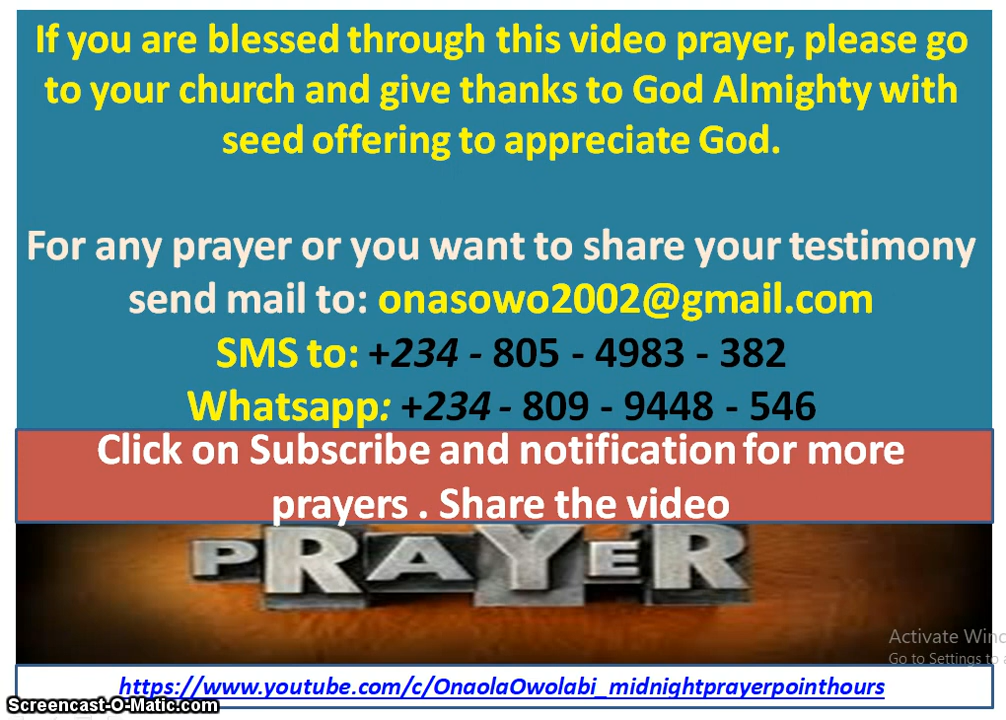 If you are blessed through this video prayer, please go
to your church and give thanks to God Almighty with
seed offering to appreciate God.
For any prayer or you want to share your testimony
send mail to: onasowo2002@gmail.com
SMS to: +234 - 805 - 4983 - 382
Whatsapp: +234 - 809 - 9448 - 546
Click on Subscribe and notification for more
prayers . Share the video
PRAYER
Activate Winc
Go to Settings to a
https://www.youtube.com/c/OnaolaOwolabi_midnightprayerpointhours
Screencast-O-Matic.com